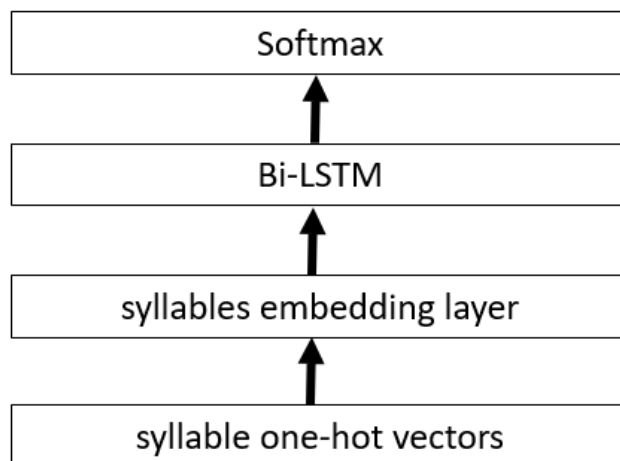 Softmax
Bi-LSTM
syllables embedding layer
syllable one-hot vectors